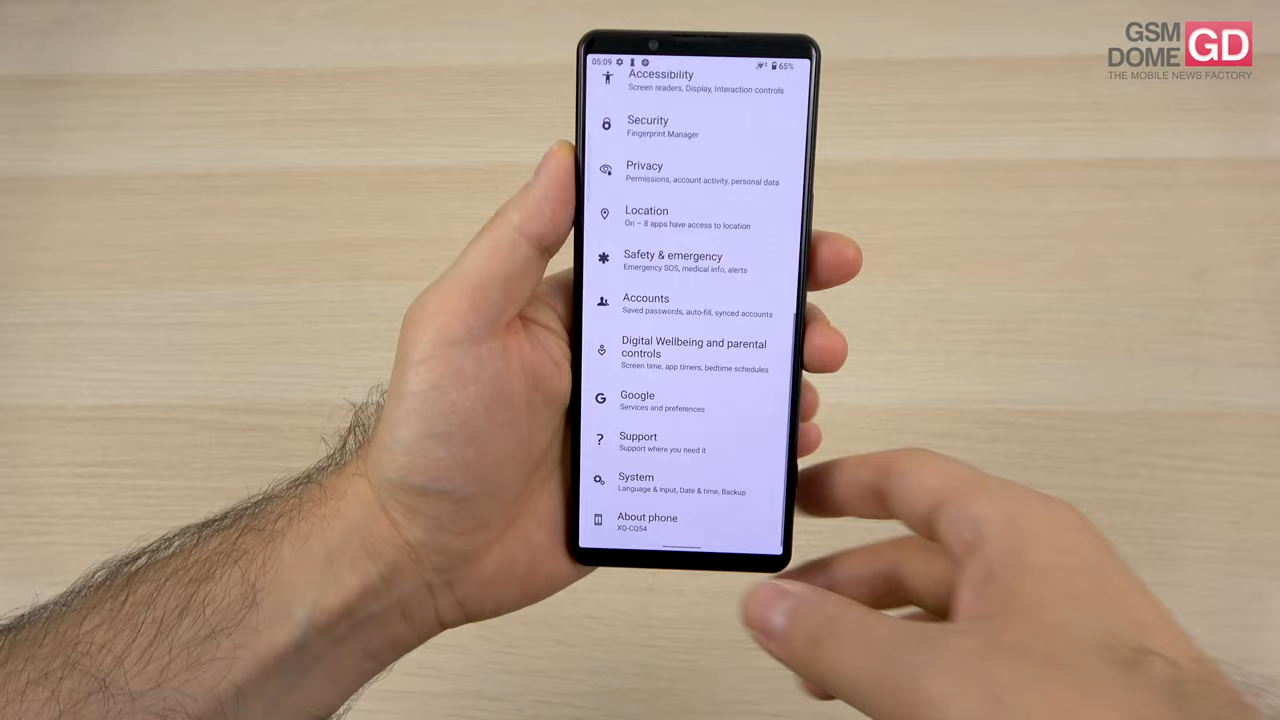 GSM
DOME
GD
THE MOBILE NEWS FACTORY
05:09
65%
Accessibility
Screen readers, Display, Interaction controls
Security
Fingerprint Manager
Privacy
Permissions, account activity, personal data
Location
On – 8 apps have access to location
Safety & emergency
Emergency SOS, medical info, alerts
Accounts
Saved passwords, auto-fill, synced accounts
Digital Wellbeing and parental
controls
Screen time, app timers, bedtime schedules
G
Google
Services and preferences
?
Support
Support where you need it
System
Language & input, Date & time, Backup
About phone
XQ-CQ54